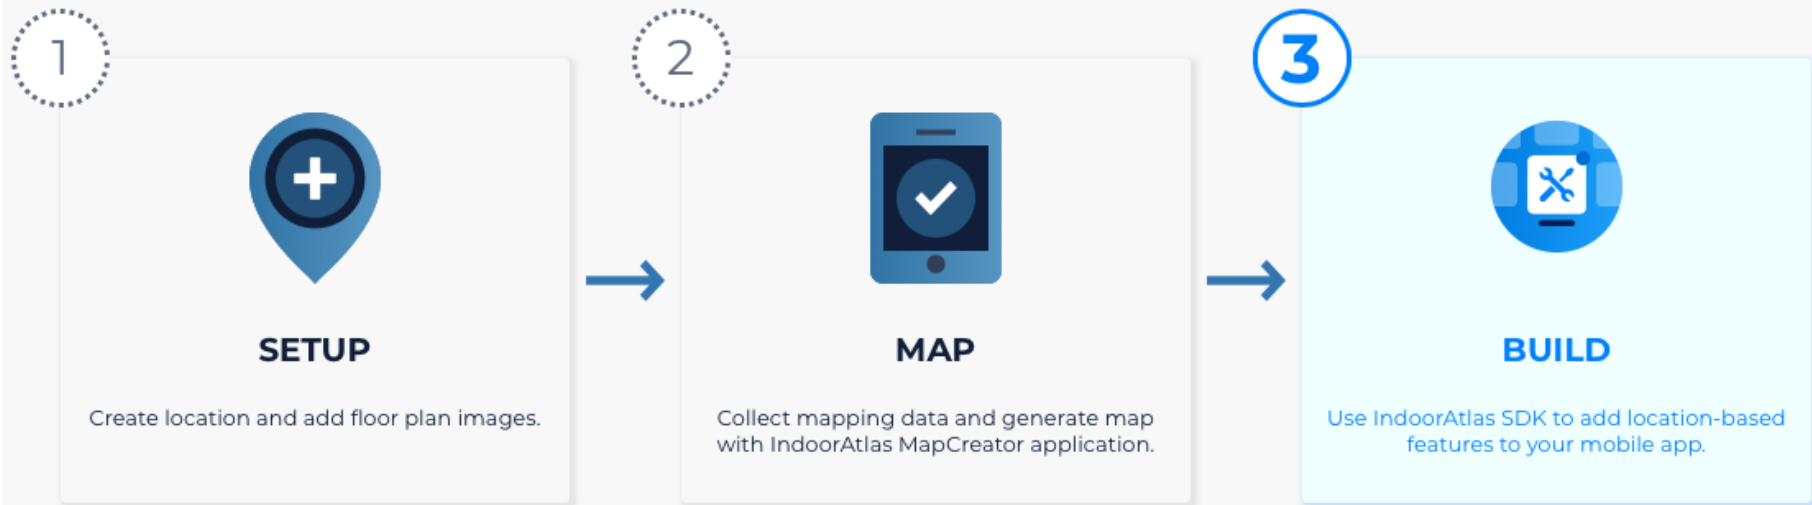 1
SETUP
Create location and add floor plan images.
2
MAP
Collect mapping data and generate map
with IndoorAtlas MapCreator application.
3
BUILD
Use IndoorAtlas SDK to add location-based
features to your mobile app.